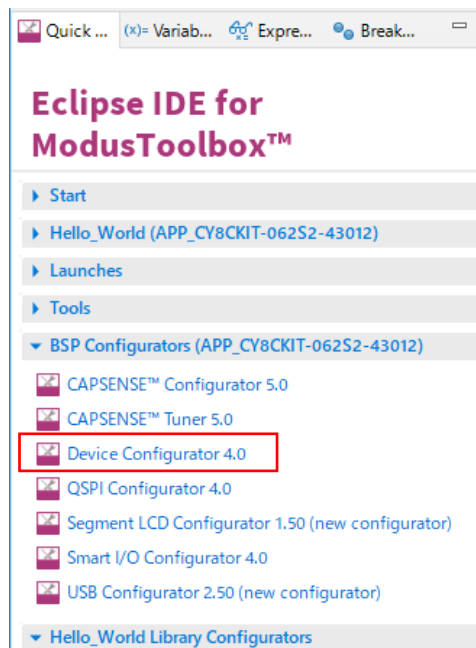 Quick ... (x)= Variab... Expre... Break...
Eclipse IDE for
ModusToolbox™
Start
Hello_World (APP_CY8CKIT-062S2-43012)
Launches
Tools
BSP Configurators (APP_CY8CKIT-062S2-43012)
CAPSENSE™ Configurator 5.0
CAPSENSE™ Tuner 5.0
Device Configurator 4.0
QSPI Configurator 4.0
Segment LCD Configurator 1.50 (new configurator)
Smart I/O Configurator 4.0
USB Configurator 2.50 (new configurator)
Hello_World Library Configurators